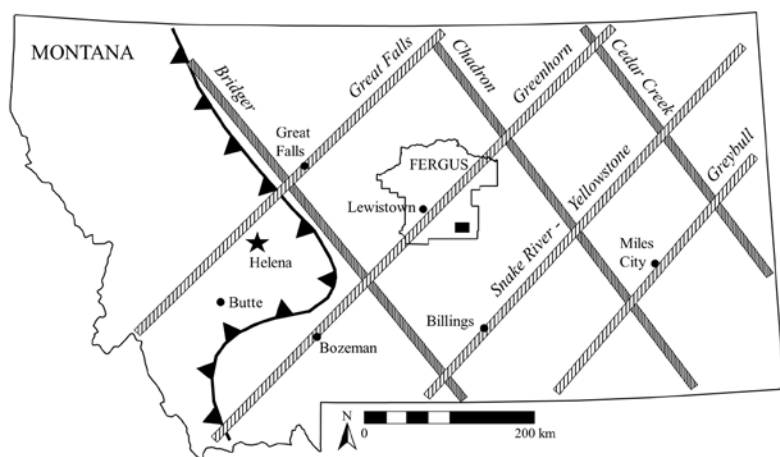 MONTANA
Bridger
Great Falls
Chadron
Greenhorn
Cedar Creek
Great
Falls
FERGUS
Lewistown
Snake River - Yellowstone
Greybull
Helena
Miles
City
Butte
Billings
Bozeman
N
0
200 km